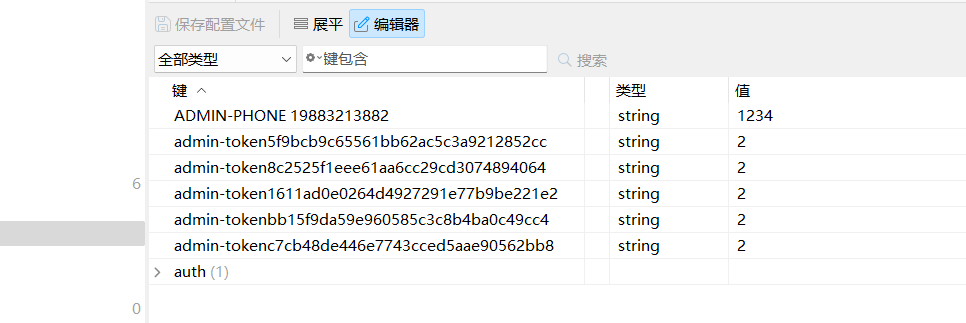 保存配置文件 展平 编辑器
全部类型 键包含 搜索
键 类型 值
ADMIN-PHONE 19883213882 string 1234
admin-token5f9bcb9c65561bb62ac5c3a9212852cc string 2
admin-token8c2525f1eee61aa6cc29cd3074894064 string 2
6
admin-token1611ad0e0264d4927291e77b9be221e2 string 2
admin-tokenbb15f9da59e960585c3c8b4ba0c49cc4 string 2
admin-tokenc7cb48de446e7743cced5aae90562bb8 string 2
auth (1)
0